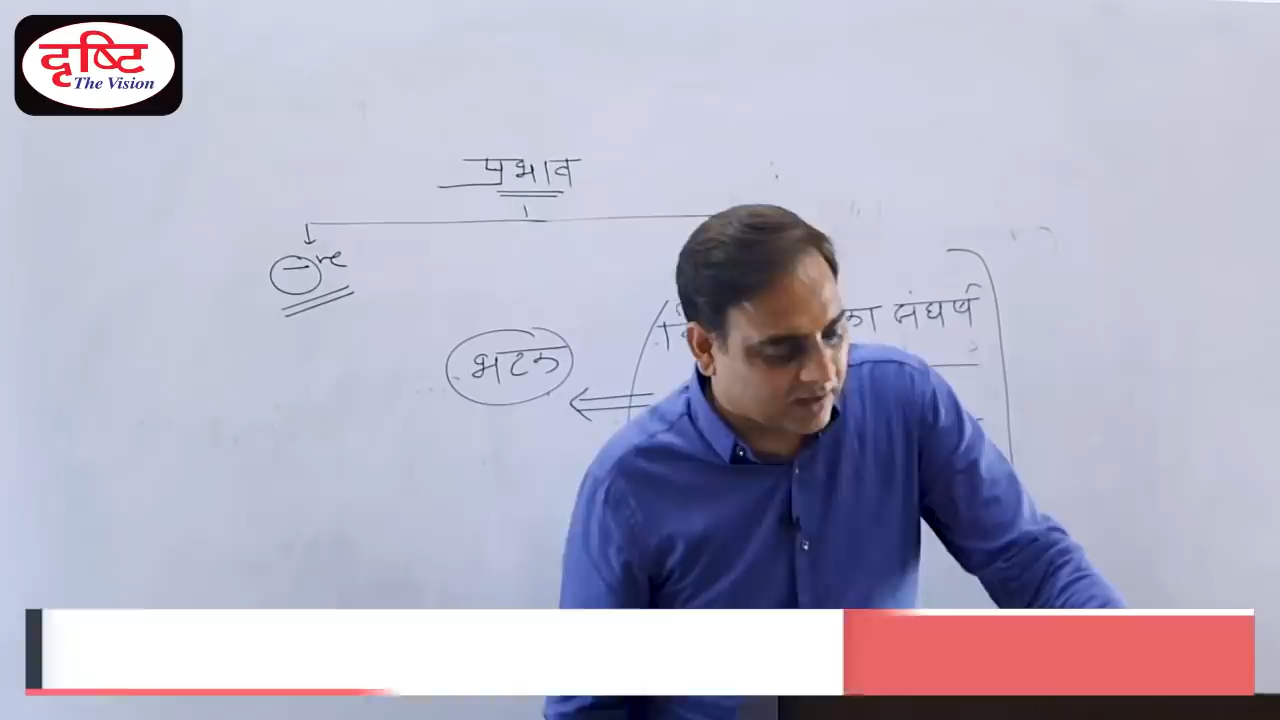 दृष्टि
The Vision
प्रभाव
-ve
का संघर्ष
भटक